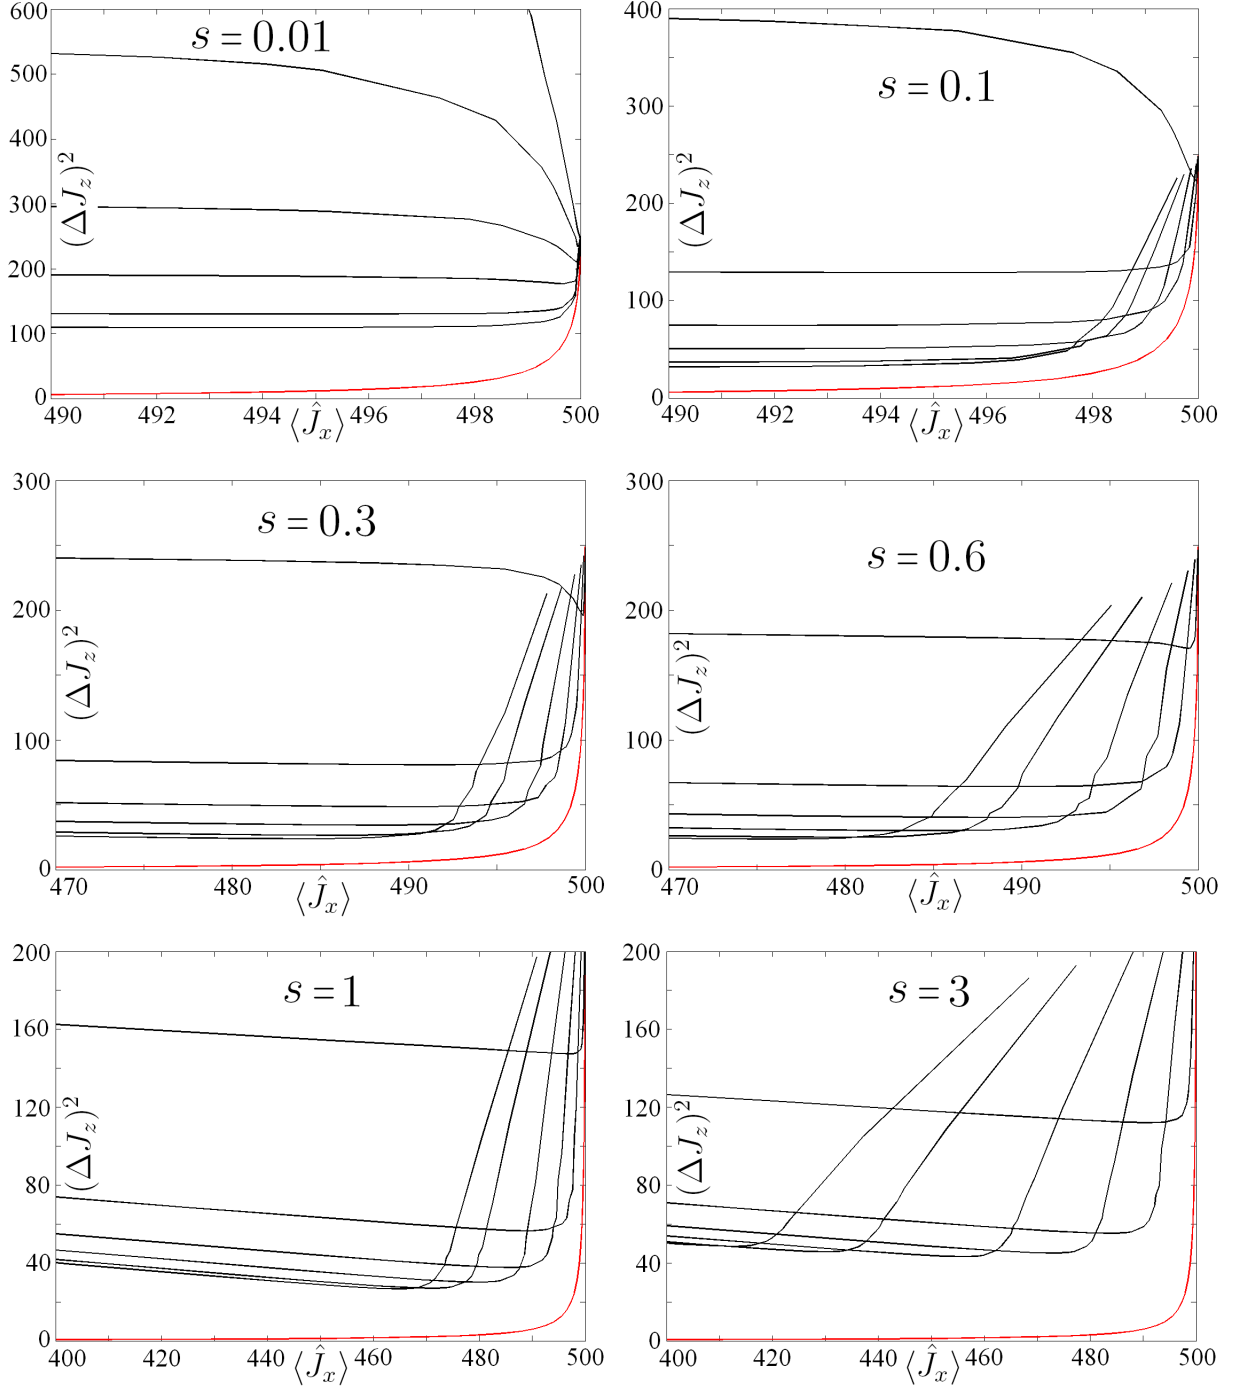 600
500
400
300
200
100
0
s = 0.01
(ΔJ_z)^2
490 492 494 496 498 500
⟨Ĵ_x⟩
400
300
200
100
0
s = 0.1
(ΔJ_z)^2
490 492 494 496 498 500
⟨Ĵ_x⟩
300
200
100
0
s = 0.3
(ΔJ_z)^2
470 480 490 500
⟨Ĵ_x⟩
300
200
100
0
s = 0.6
(ΔJ_z)^2
470 480 490 500
⟨Ĵ_x⟩
200
160
120
80
40
0
s = 1
(ΔJ_z)^2
400 420 440 460 480 500
⟨Ĵ_x⟩
200
160
120
80
40
0
s = 3
(ΔJ_z)^2
400 420 440 460 480 500
⟨Ĵ_x⟩